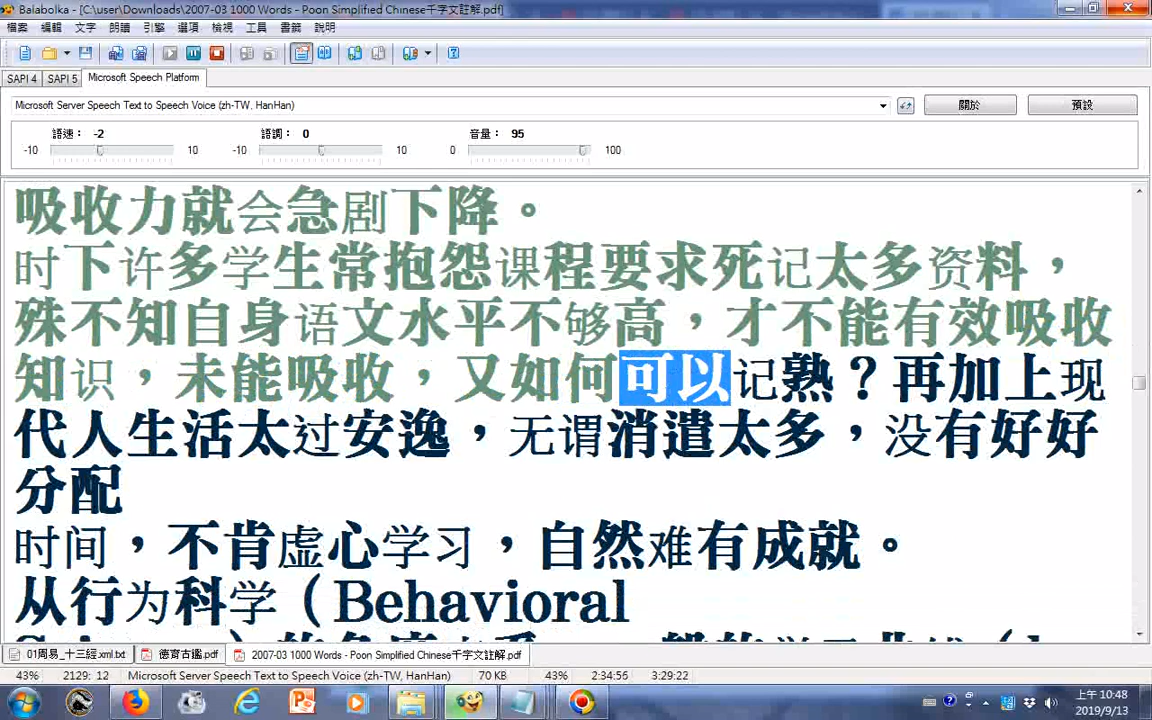 Balabolka - [C:\user\Downloads\2007-03 1000 Words - Poon Simplified Chinese千字文註解.pdf]
檔案 編輯 文字 朗讀 引擎 選項 檢視 工具 書籤 說明
SAPI 4 SAPI 5 Microsoft Speech Platform
Microsoft Server Speech Text to Speech Voice (zh-TW, HanHan) 關於 預設
語速： -2 語調： 0 音量： 95
-10 10 -10 10 0 100
吸收力就会急剧下降。
时下许多学生常抱怨课程要求死记太多资料，
殊不知自身语文水平不够高，才不能有效吸收
知识，未能吸收，又如何可以记熟？再加上现
代人生活太过安逸，无谓消遣太多，没有好好
分配
时间，不肯虚心学习，自然难有成就。
从行为科学（Behavioral
01周易_十三經.xml.txt 德育古鑑.pdf 2007-03 1000 Words - Poon Simplified Chinese千字文註解.pdf
43% 2129: 12 Microsoft Server Speech Text to Speech Voice (zh-TW, HanHan) 70 KB 43% 2:34:55 3:29:22
上午 10:48
2019/9/13